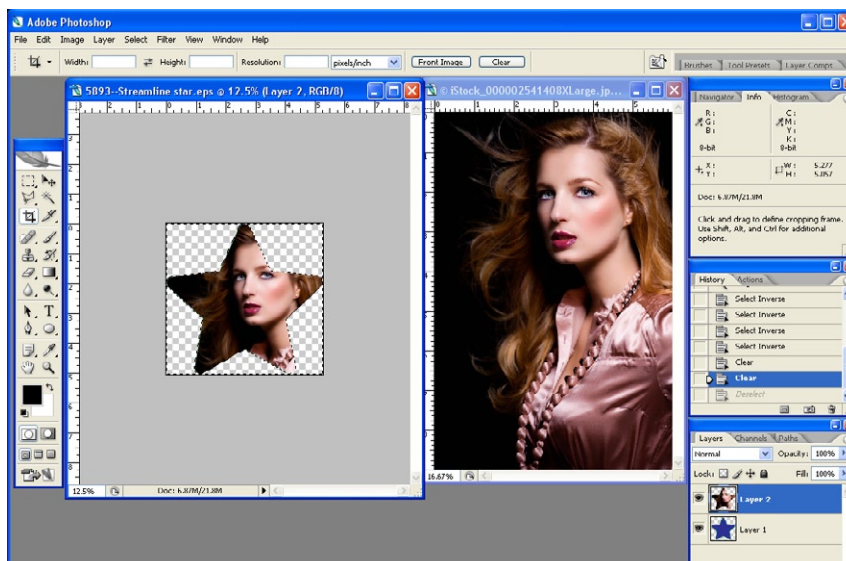 Adobe Photoshop
File Edit Image Layer Select Filter View Window Help
Width: Height: Resolution: pixels/inch Front Image Clear
Brushes Tool Presets Layer Comps
5893--Streamline star.eps @ 12.5% (Layer 2, RGB/8)
© iStock_000002541408XLarge.jp...
Navigator Info Histogram
R: C:
G: M:
B: Y:
K:
8-bit 8-bit
X: W: 5.277
Y: H: 5.057
Doc: 6.87M/21.8M
Click and drag to define cropping frame.
Use Shift, Alt, and Ctrl for additional
options.
History Actions
Select Inverse
Select Inverse
Select Inverse
Select Inverse
Clear
Clear
Deselect
Layers Channels Paths
Normal Opacity: 100%
Lock: Fill: 100%
Layer 2
Layer 1
12.5% Doc: 6.87M/21.8M
16.67%